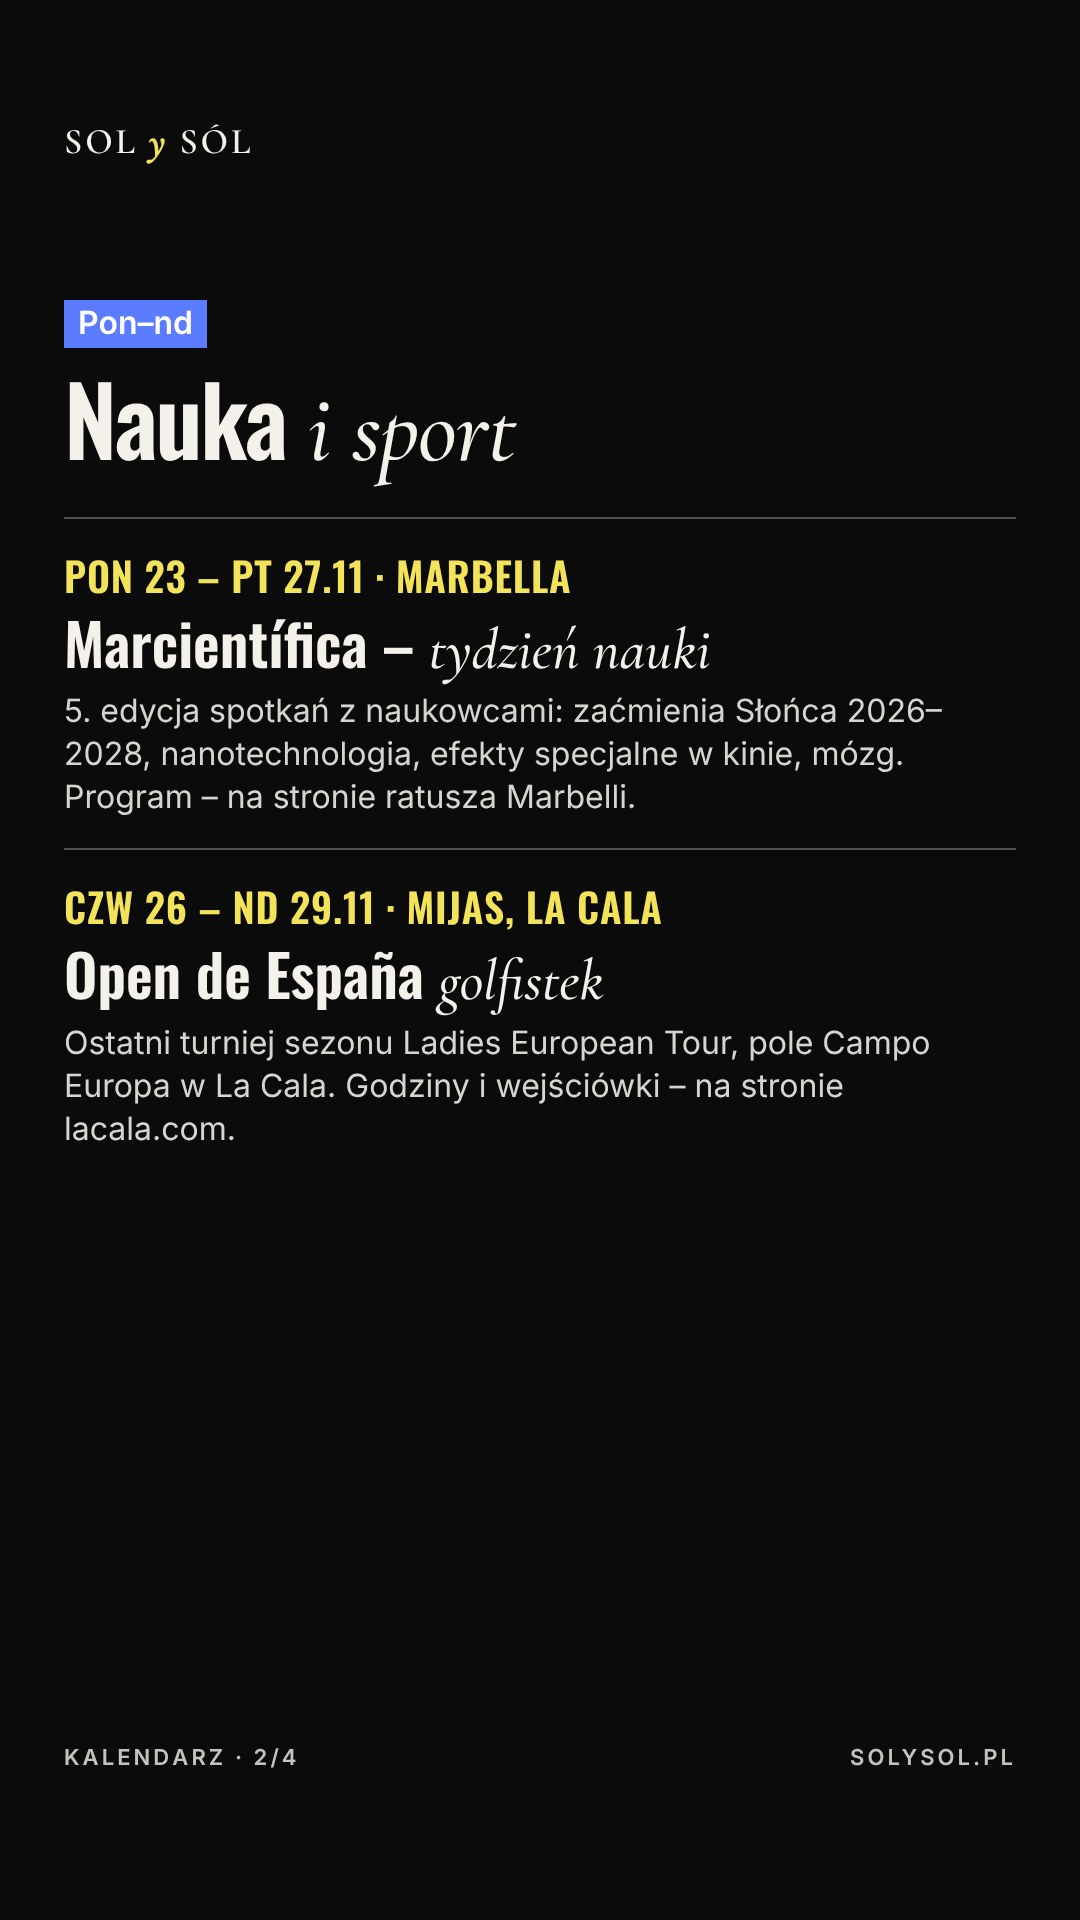 SOL y SÓL
Pon–nd
Nauka i sport
PON 23 – PT 27.11 · MARBELLA
Marcientífica – tydzień nauki
5. edycja spotkań z naukowcami: zaćmienia Słońca 2026–
2028, nanotechnologia, efekty specjalne w kinie, mózg.
Program – na stronie ratusza Marbelli.
CZW 26 – ND 29.11 · MIJAS, LA CALA
Open de España golfistek
Ostatni turniej sezonu Ladies European Tour, pole Campo
Europa w La Cala. Godziny i wejściówki – na stronie
lacala.com.
KALENDARZ · 2/4
SOLYSOL.PL